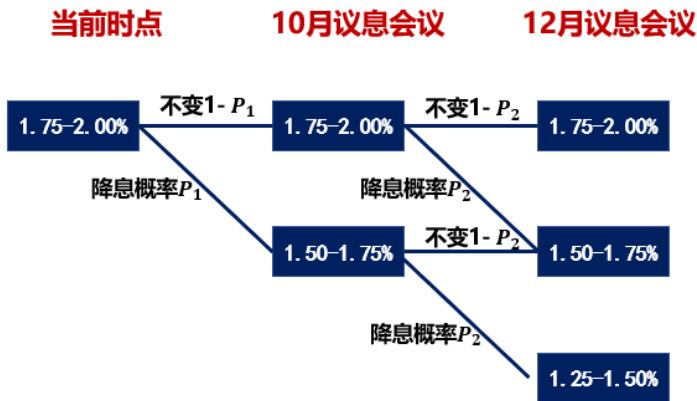 当前时点 10月议息会议 12月议息会议
不变1- P₁ 不变1- P₂
1.75-2.00% 1.75-2.00% 1.75-2.00%
降息概率P₁ 降息概率P₂
不变1- P₂
1.50-1.75% 1.50-1.75%
降息概率P₂
1.25-1.50%